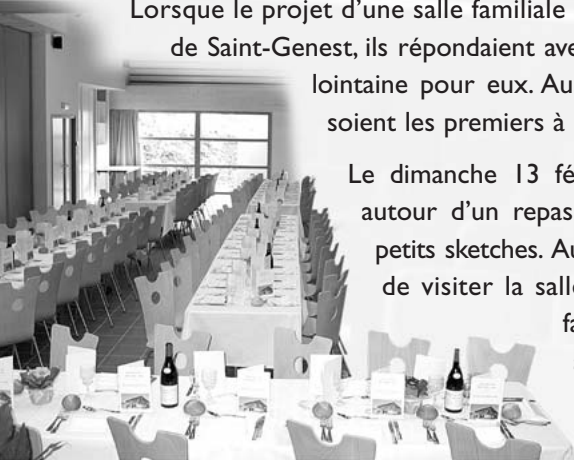 Lorsque le projet d’une salle familiale
de Saint-Genest, ils répondaient ave
lointaine pour eux. Au
soient les premiers à
Le dimanche 13 fé
autour d’un repas
petits sketches. Au
de visiter la salle
fa